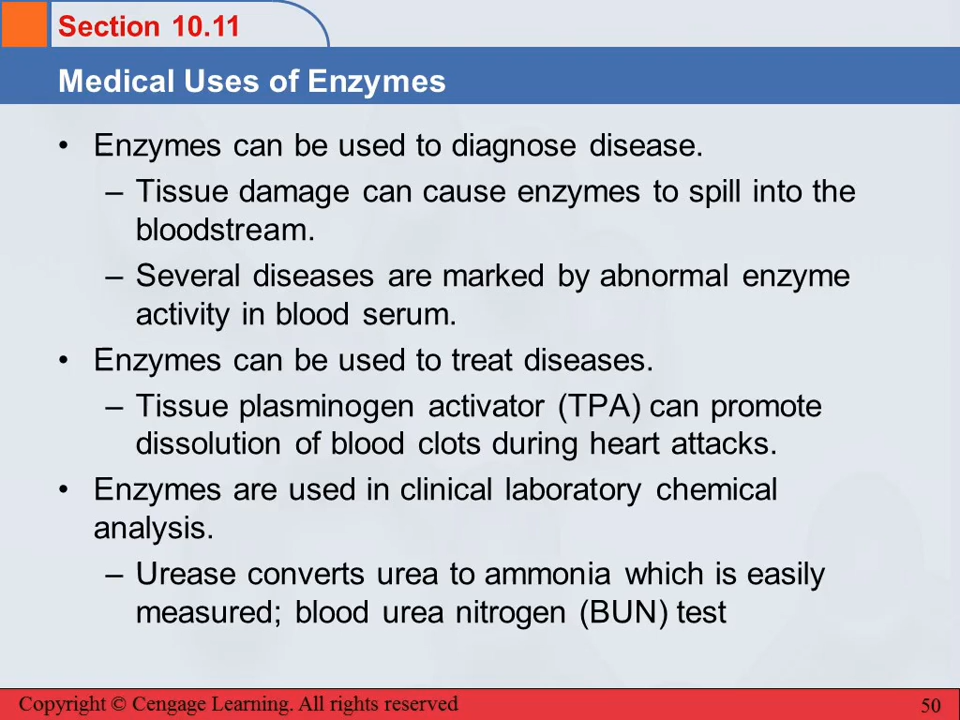 Section 10.11
Medical Uses of Enzymes
• Enzymes can be used to diagnose disease.
– Tissue damage can cause enzymes to spill into the
bloodstream.
– Several diseases are marked by abnormal enzyme
activity in blood serum.
• Enzymes can be used to treat diseases.
– Tissue plasminogen activator (TPA) can promote
dissolution of blood clots during heart attacks.
• Enzymes are used in clinical laboratory chemical
analysis.
– Urease converts urea to ammonia which is easily
measured; blood urea nitrogen (BUN) test
Copyright © Cengage Learning. All rights reserved
50